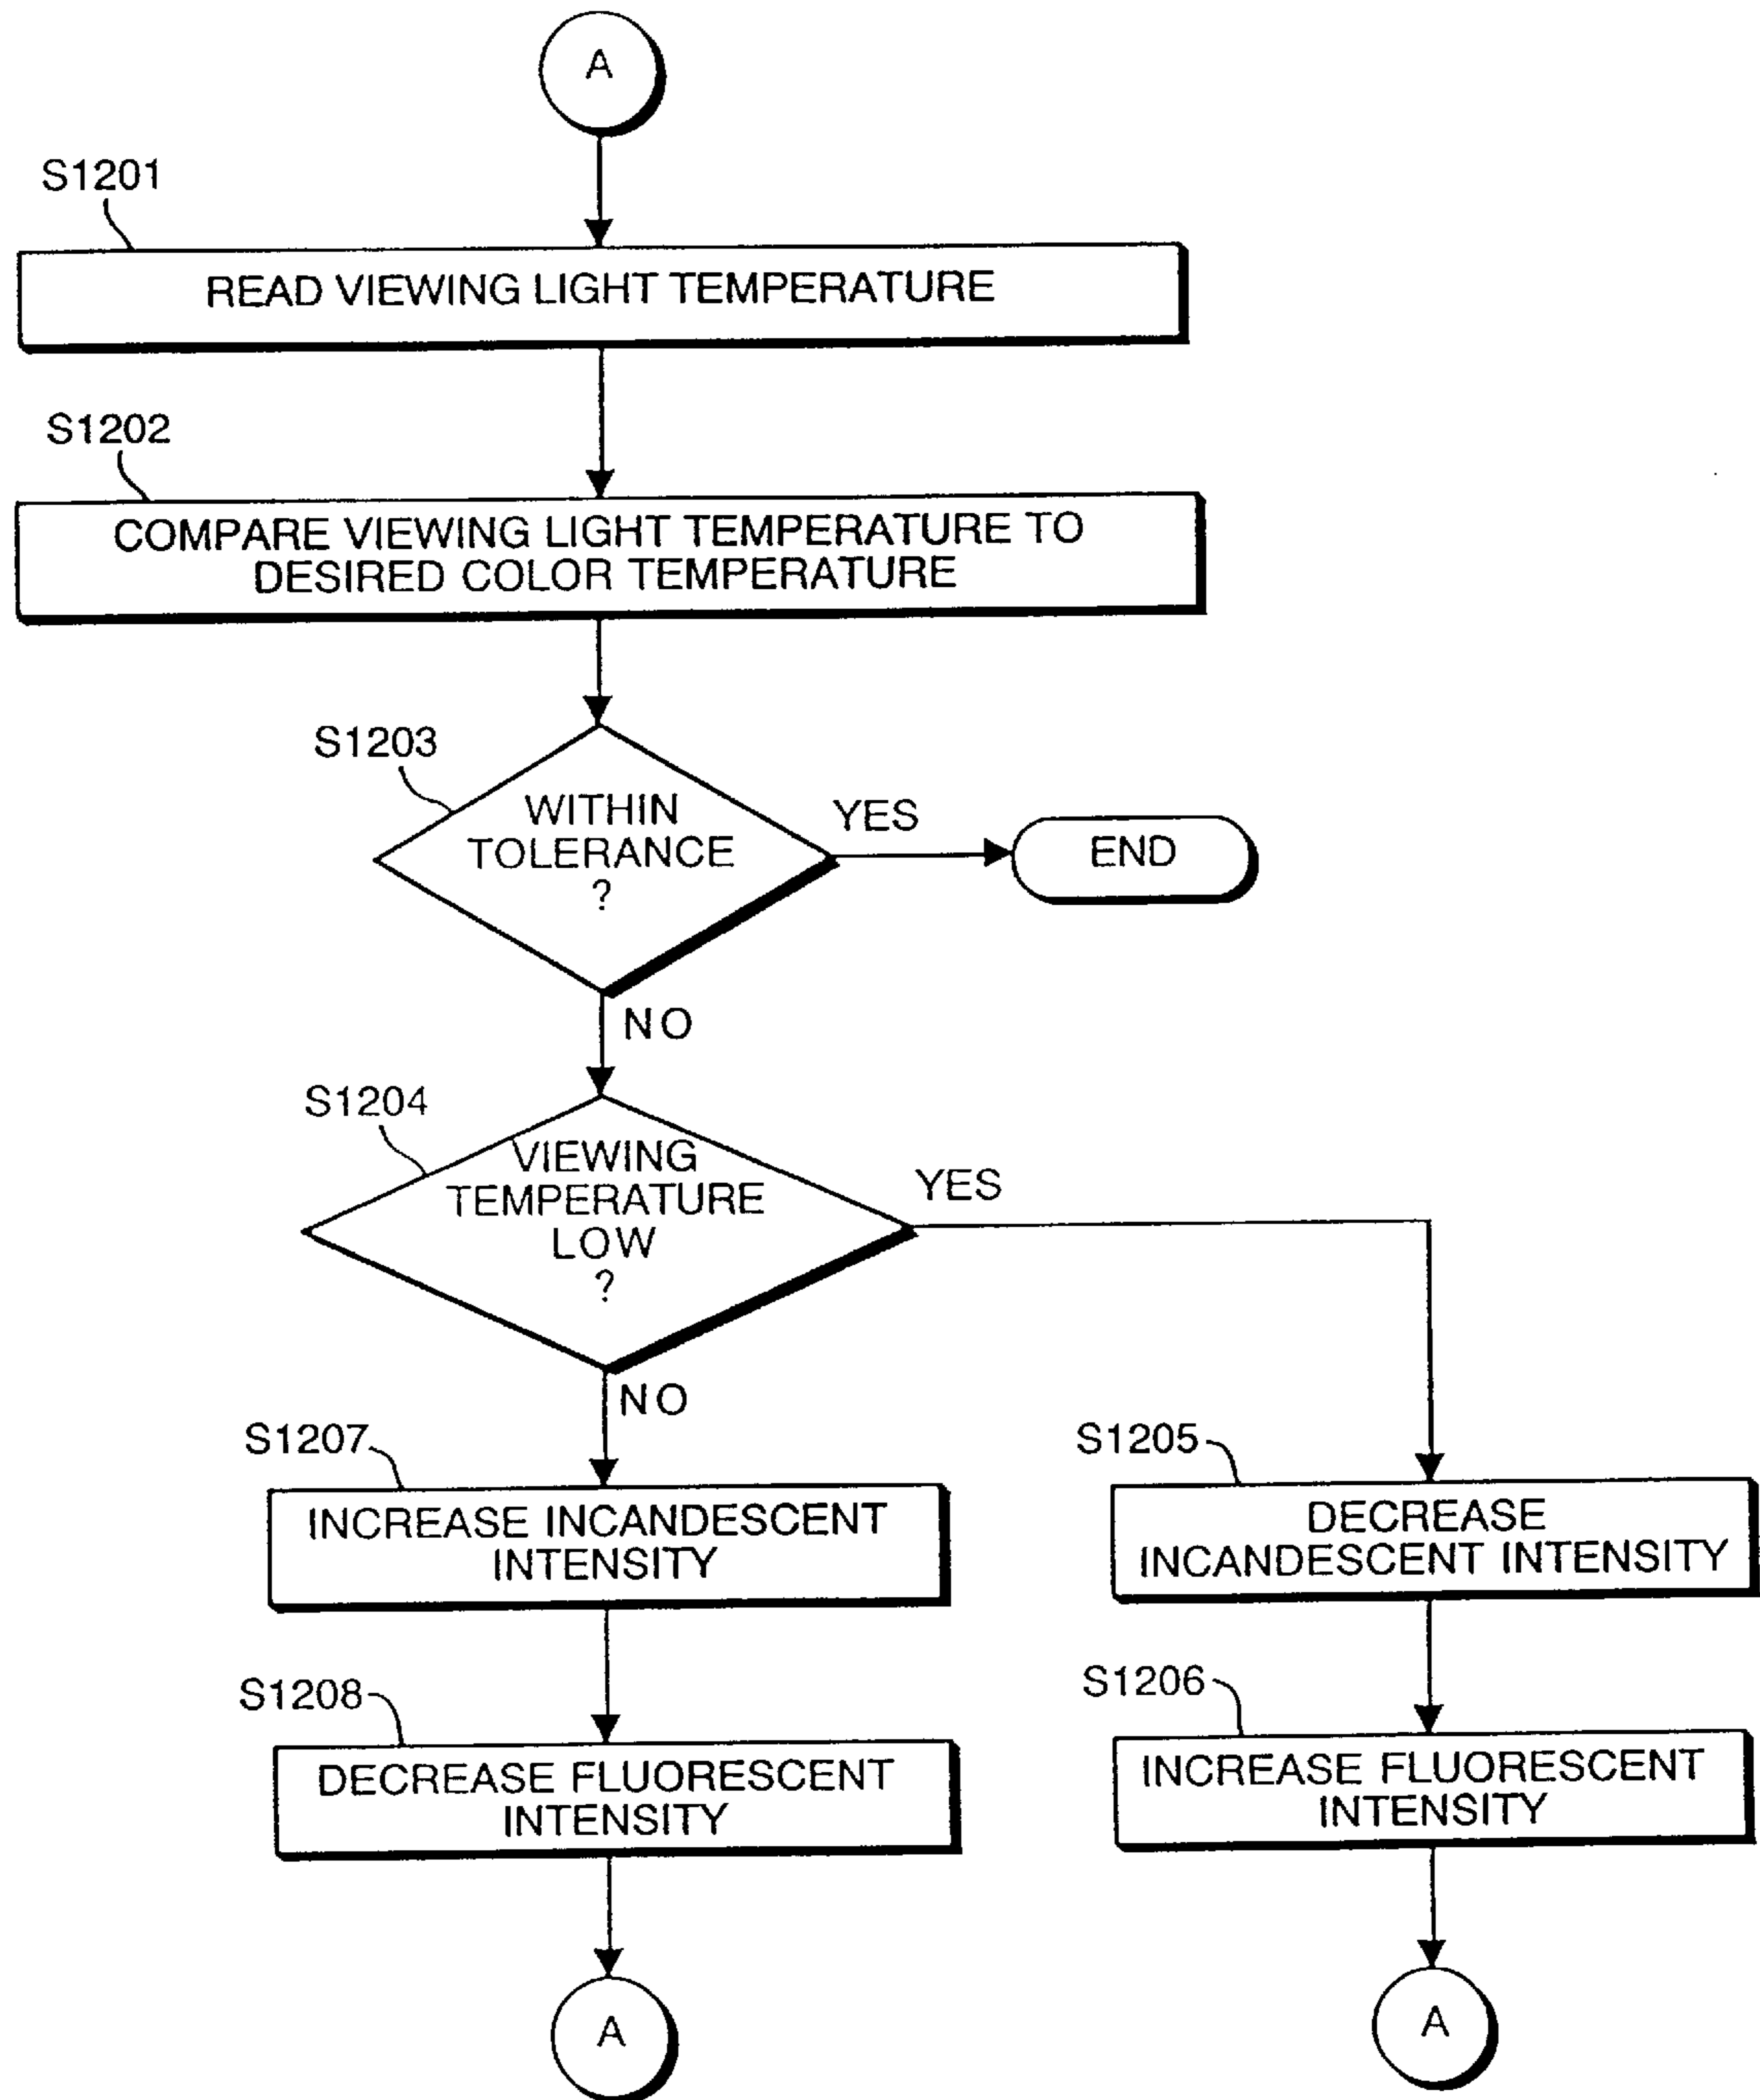 A
S1201
READ VIEWING LIGHT TEMPERATURE
S1202
COMPARE VIEWING LIGHT TEMPERATURE TO
DESIRED COLOR TEMPERATURE
S1203
WITHIN
TOLERANCE
?
YES
END
NO
S1204
VIEWING
TEMPERATURE
LOW
?
YES
NO
S1207
INCREASE INCANDESCENT
INTENSITY
S1205
DECREASE
INCANDESCENT INTENSITY
S1208
DECREASE FLUORESCENT
INTENSITY
S1206
INCREASE FLUORESCENT
INTENSITY
A
A